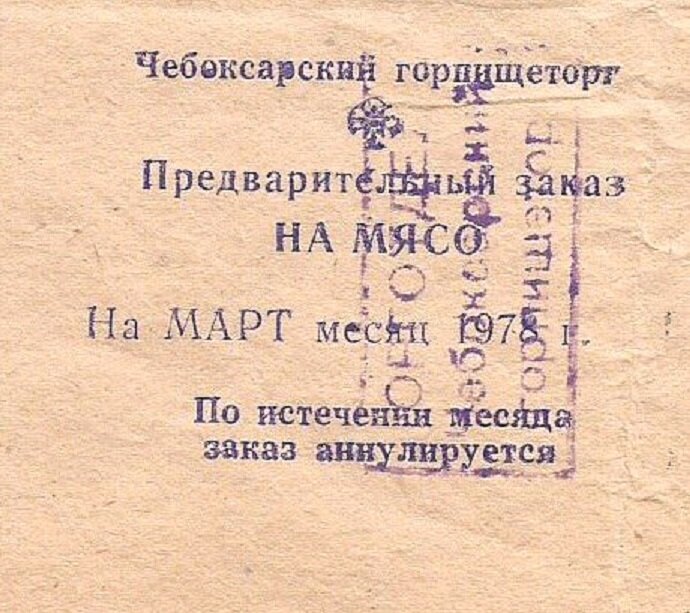 Чебоксарский горпищеторг
Предварительный заказ
НА МЯСО
На МАРТ месяц 1978 г.
По истечении месяца
заказ аннулируется